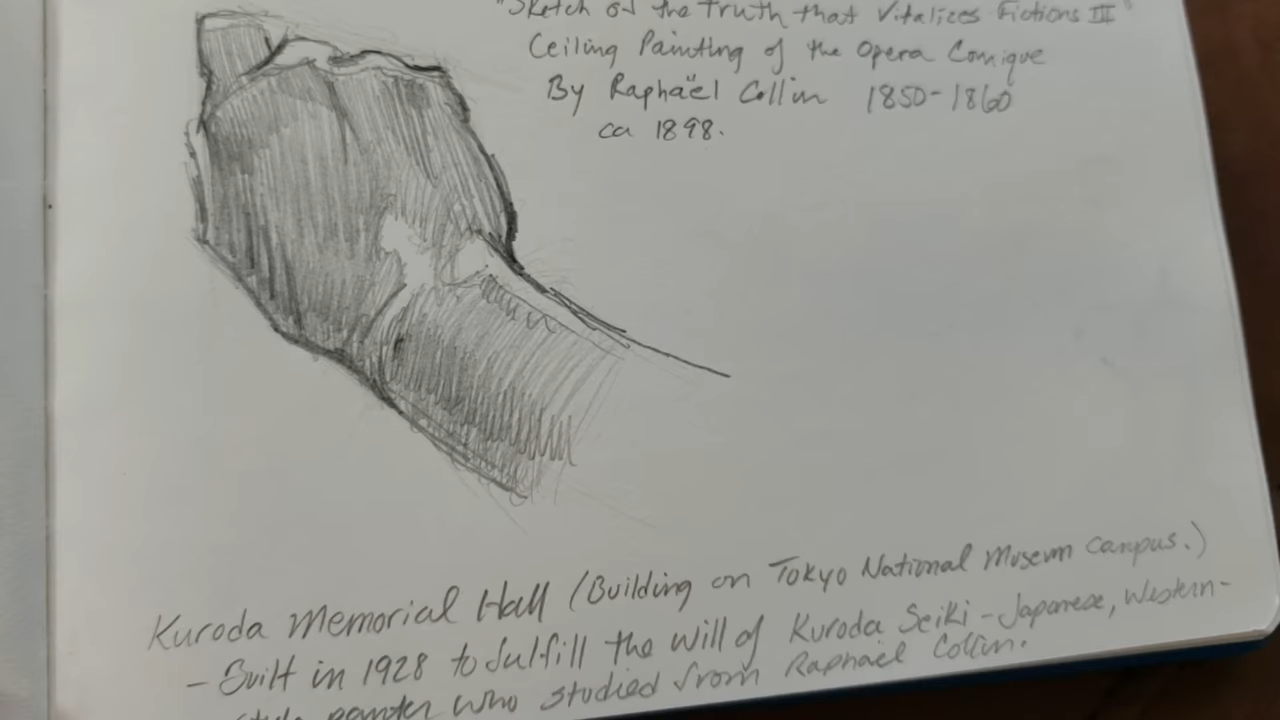 "Sketch of the Truth that Vitalizes Fictions III"
Ceiling Painting of the Opera Comique
By Raphaël Collin 1850-1860
ca 1898.
Kuroda Memorial Hall (Building on Tokyo National Museum Campus.)
- Built in 1928 to fulfill the will of Kuroda Seiki - Japanese, Western-
style painter who studied from Raphaël Collin.